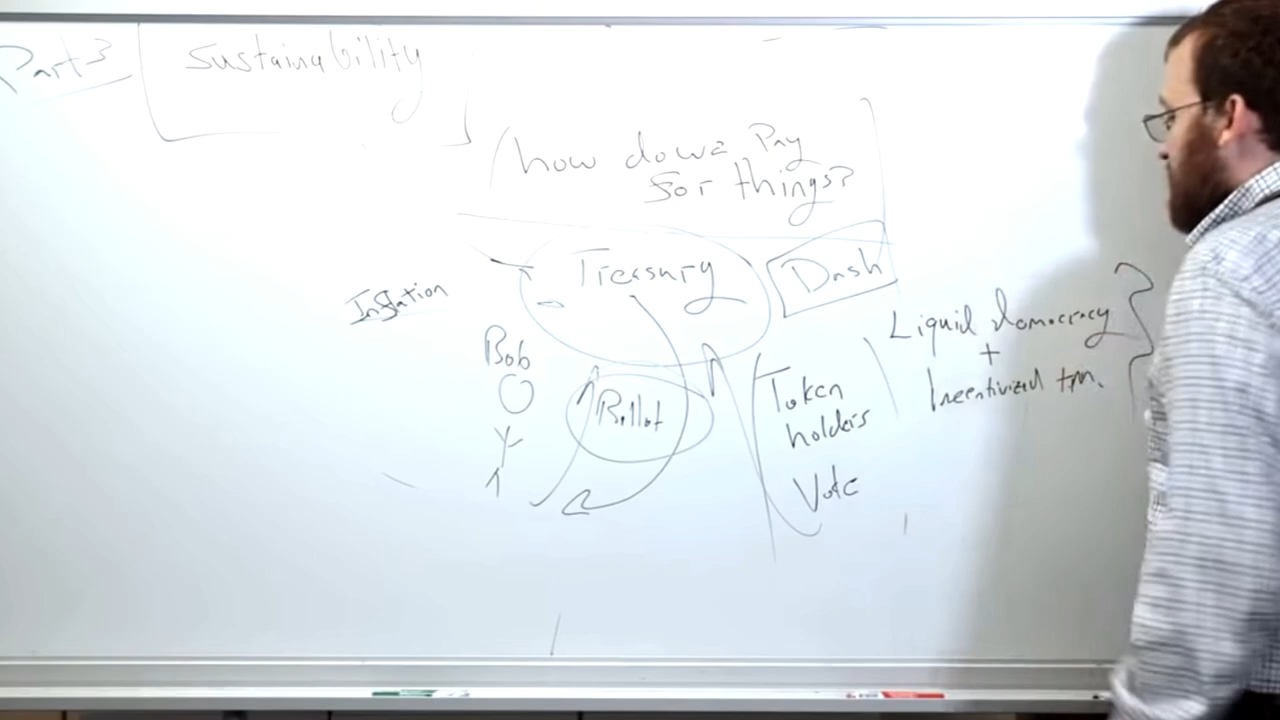 Part 3
Sustainability
how do we Pay
for things?
Treasury
Dash
Inflation
Bob
Ballot
Token
holders
Vote
Liquid democracy
+
Incentivized